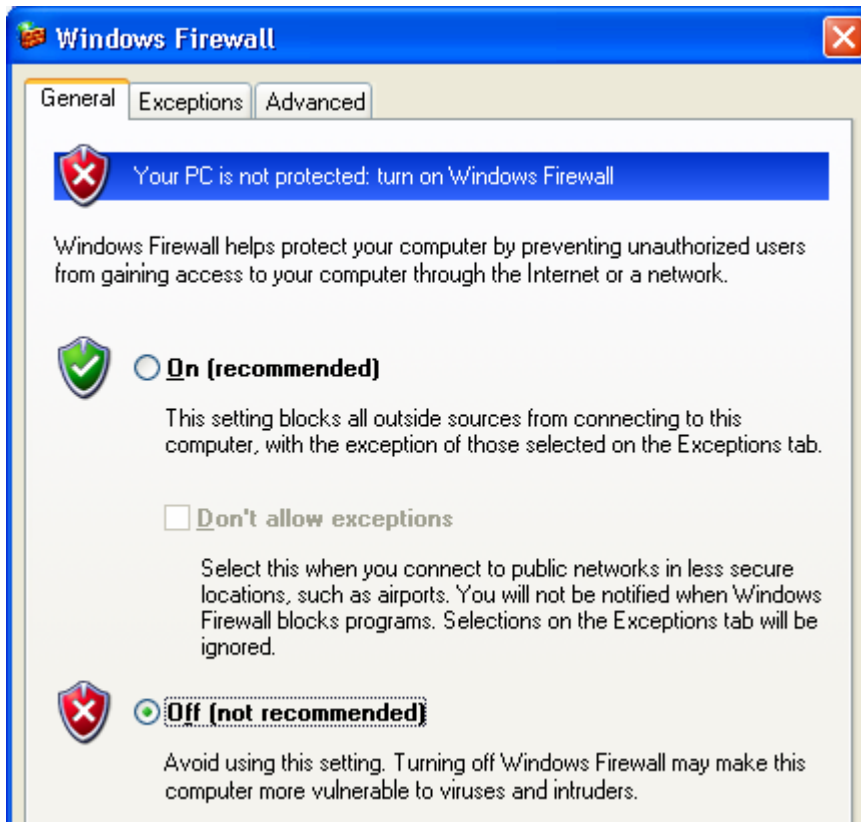 Windows Firewall
General Exceptions Advanced
Your PC is not protected: turn on Windows Firewall
Windows Firewall helps protect your computer by preventing unauthorized users
from gaining access to your computer through the Internet or a network.
On (recommended)
This setting blocks all outside sources from connecting to this
computer, with the exception of those selected on the Exceptions tab.
Don't allow exceptions
Select this when you connect to public networks in less secure
locations, such as airports. You will not be notified when Windows
Firewall blocks programs. Selections on the Exceptions tab will be
ignored.
Off (not recommended)
Avoid using this setting. Turning off Windows Firewall may make this
computer more vulnerable to viruses and intruders.